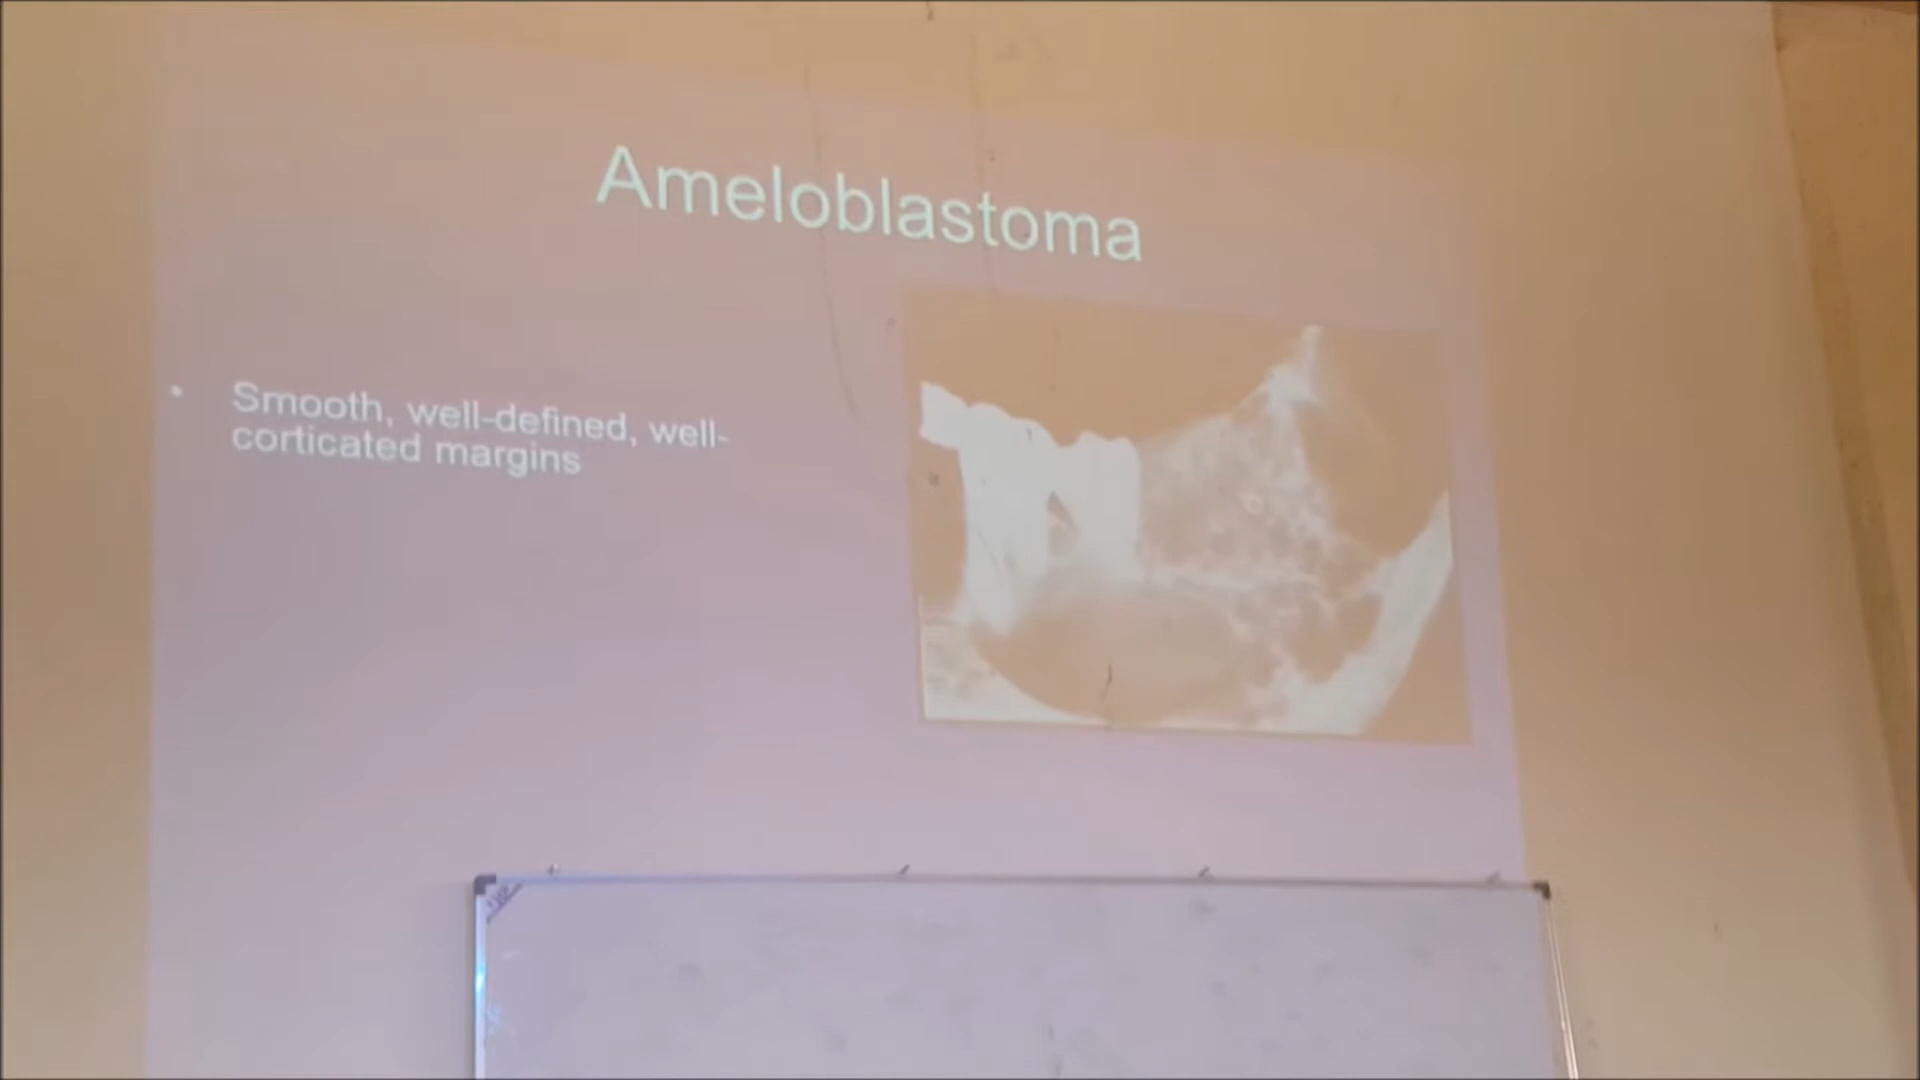 Ameloblastoma
• Smooth, well-defined, well-
corticated margins